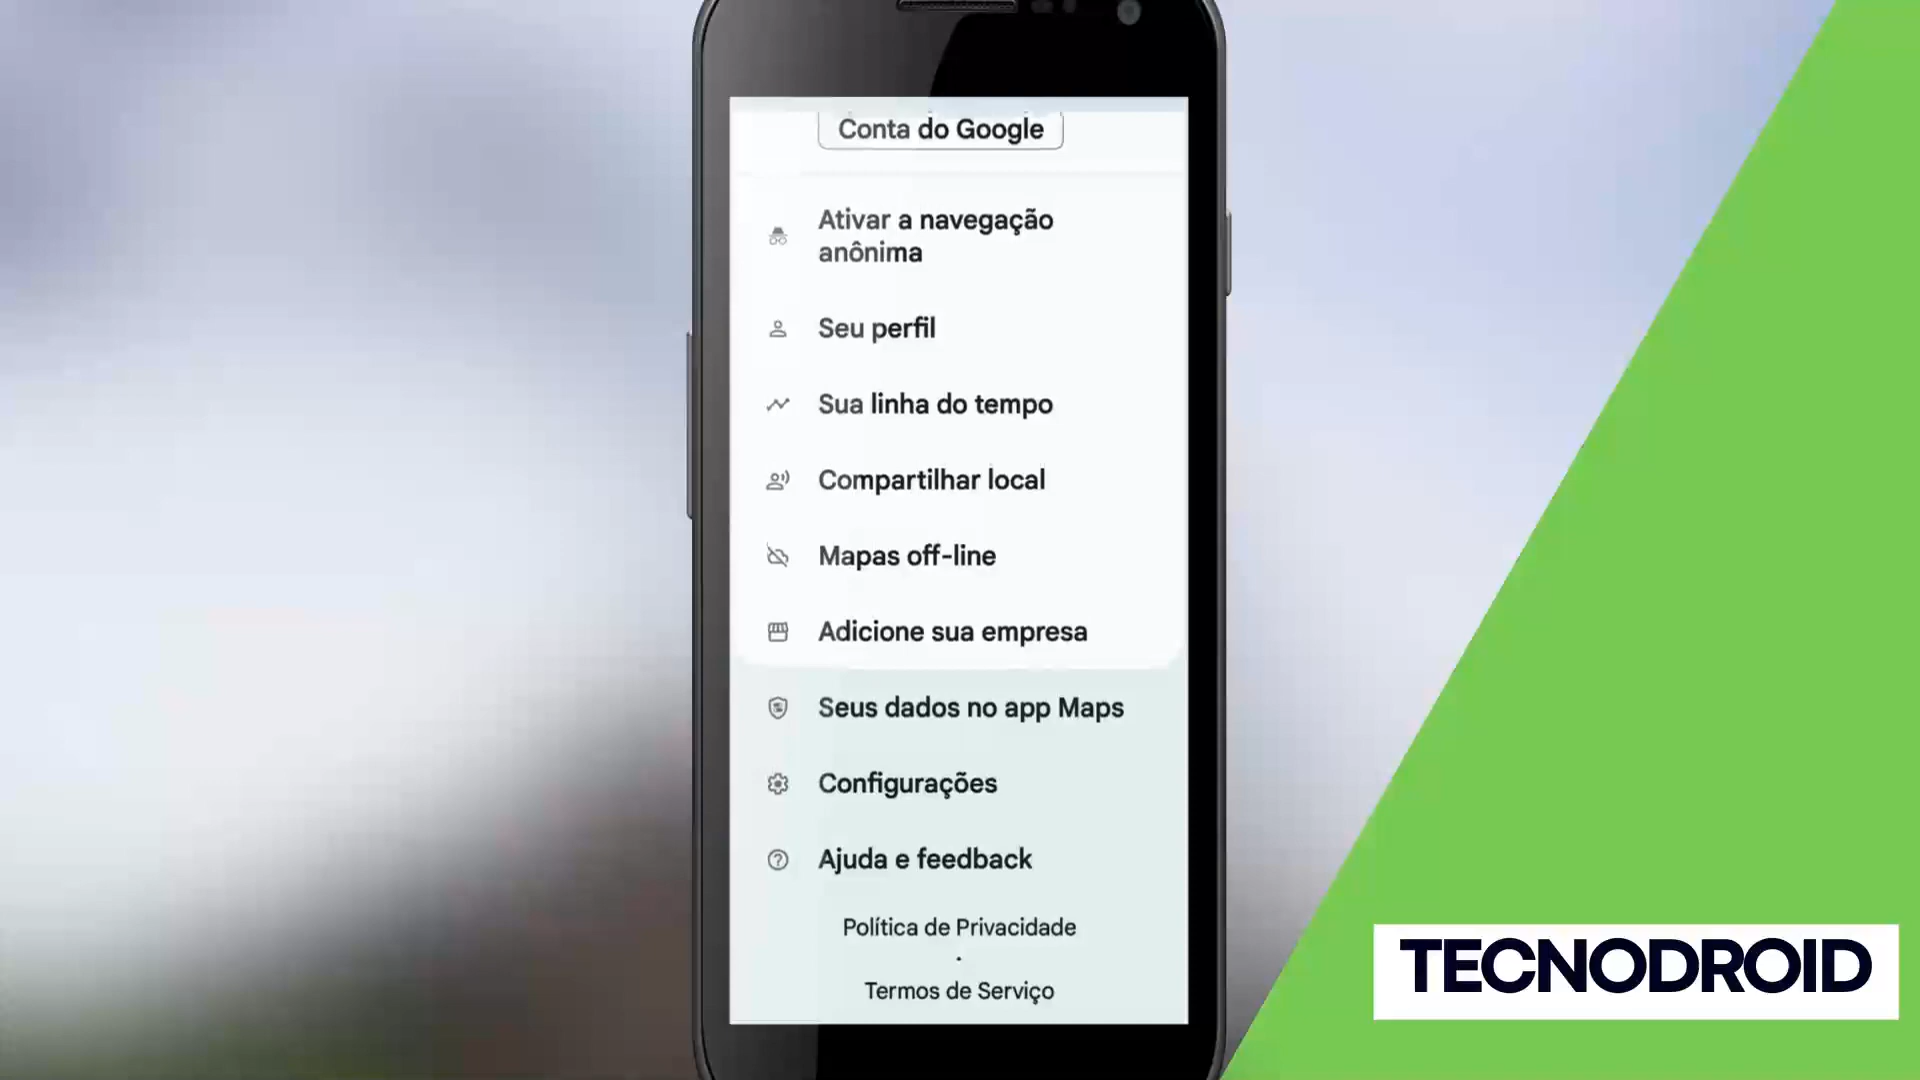 Conta do Google
Ativar a navegação
anônima
Seu perfil
Sua linha do tempo
Compartilhar local
Mapas off-line
Adicione sua empresa
Seus dados no app Maps
Configurações
Ajuda e feedback
Política de Privacidade
·
Termos de Serviço
TECNODROID